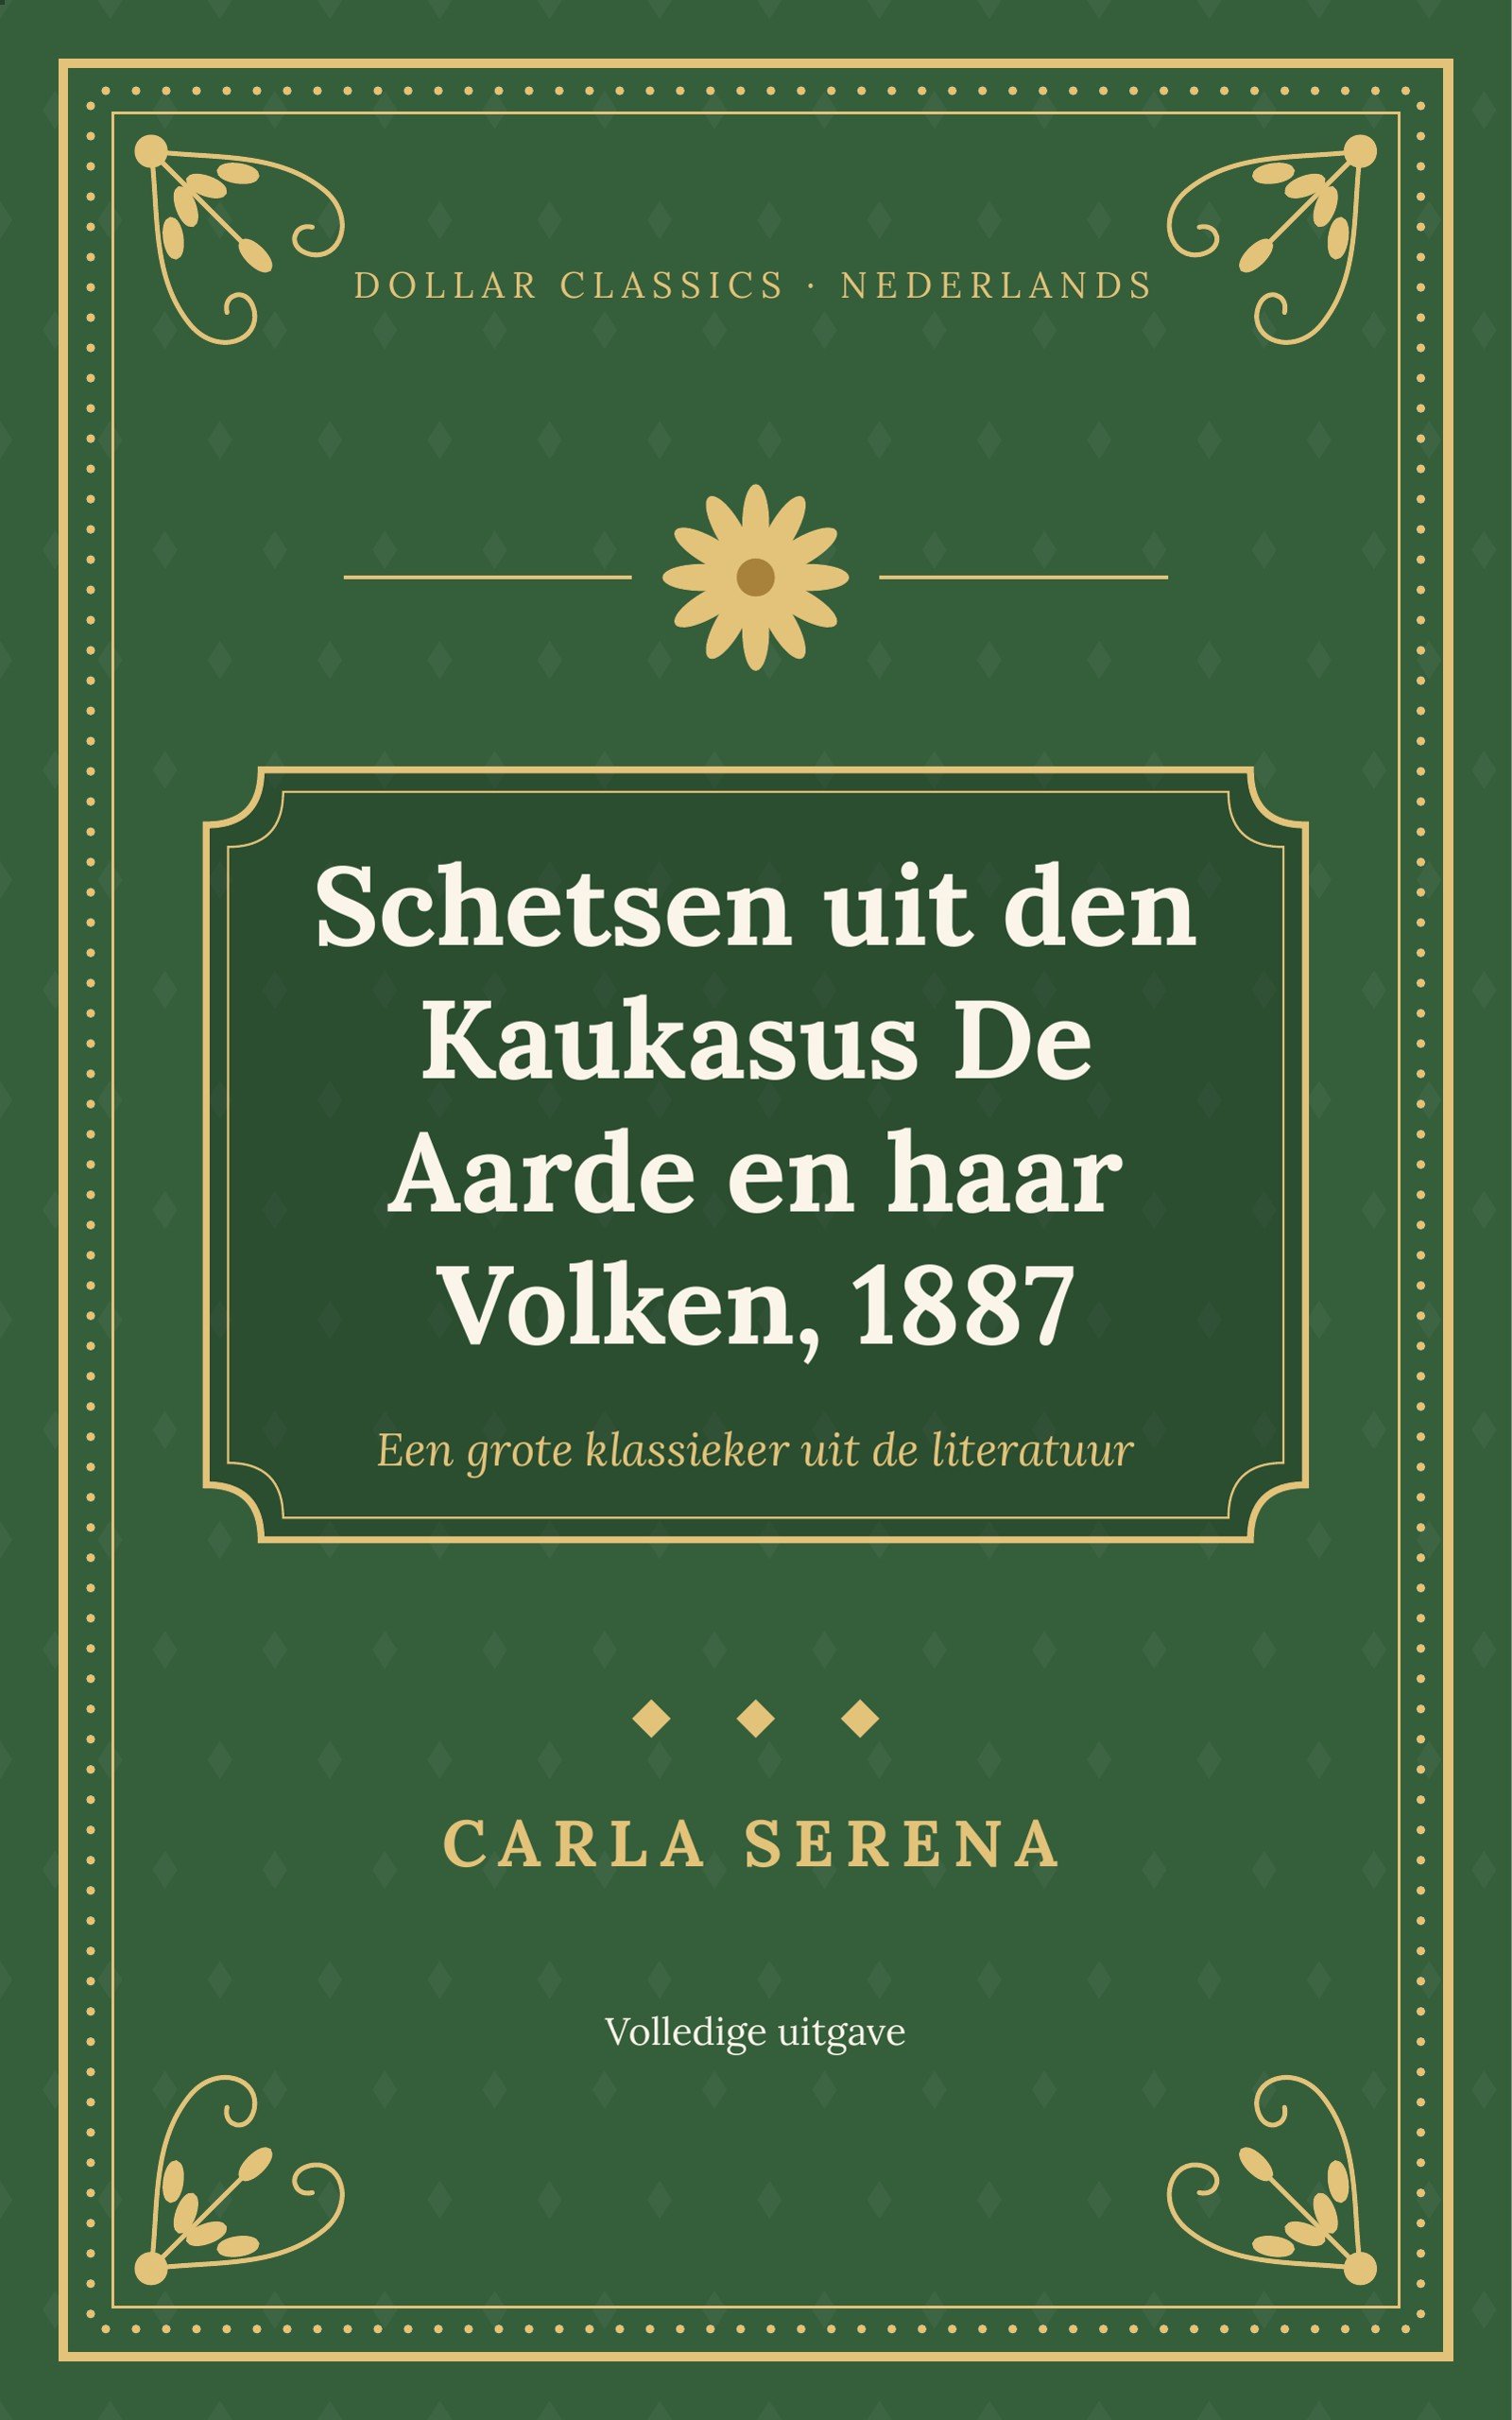 DOLLAR CLASSICS · NEDERLANDS
Schetsen uit den
Kaukasus De
Aarde en haar
Volken, 1887
Een grote klassieker uit de literatuur
CARLA SERENA
Volledige uitgave